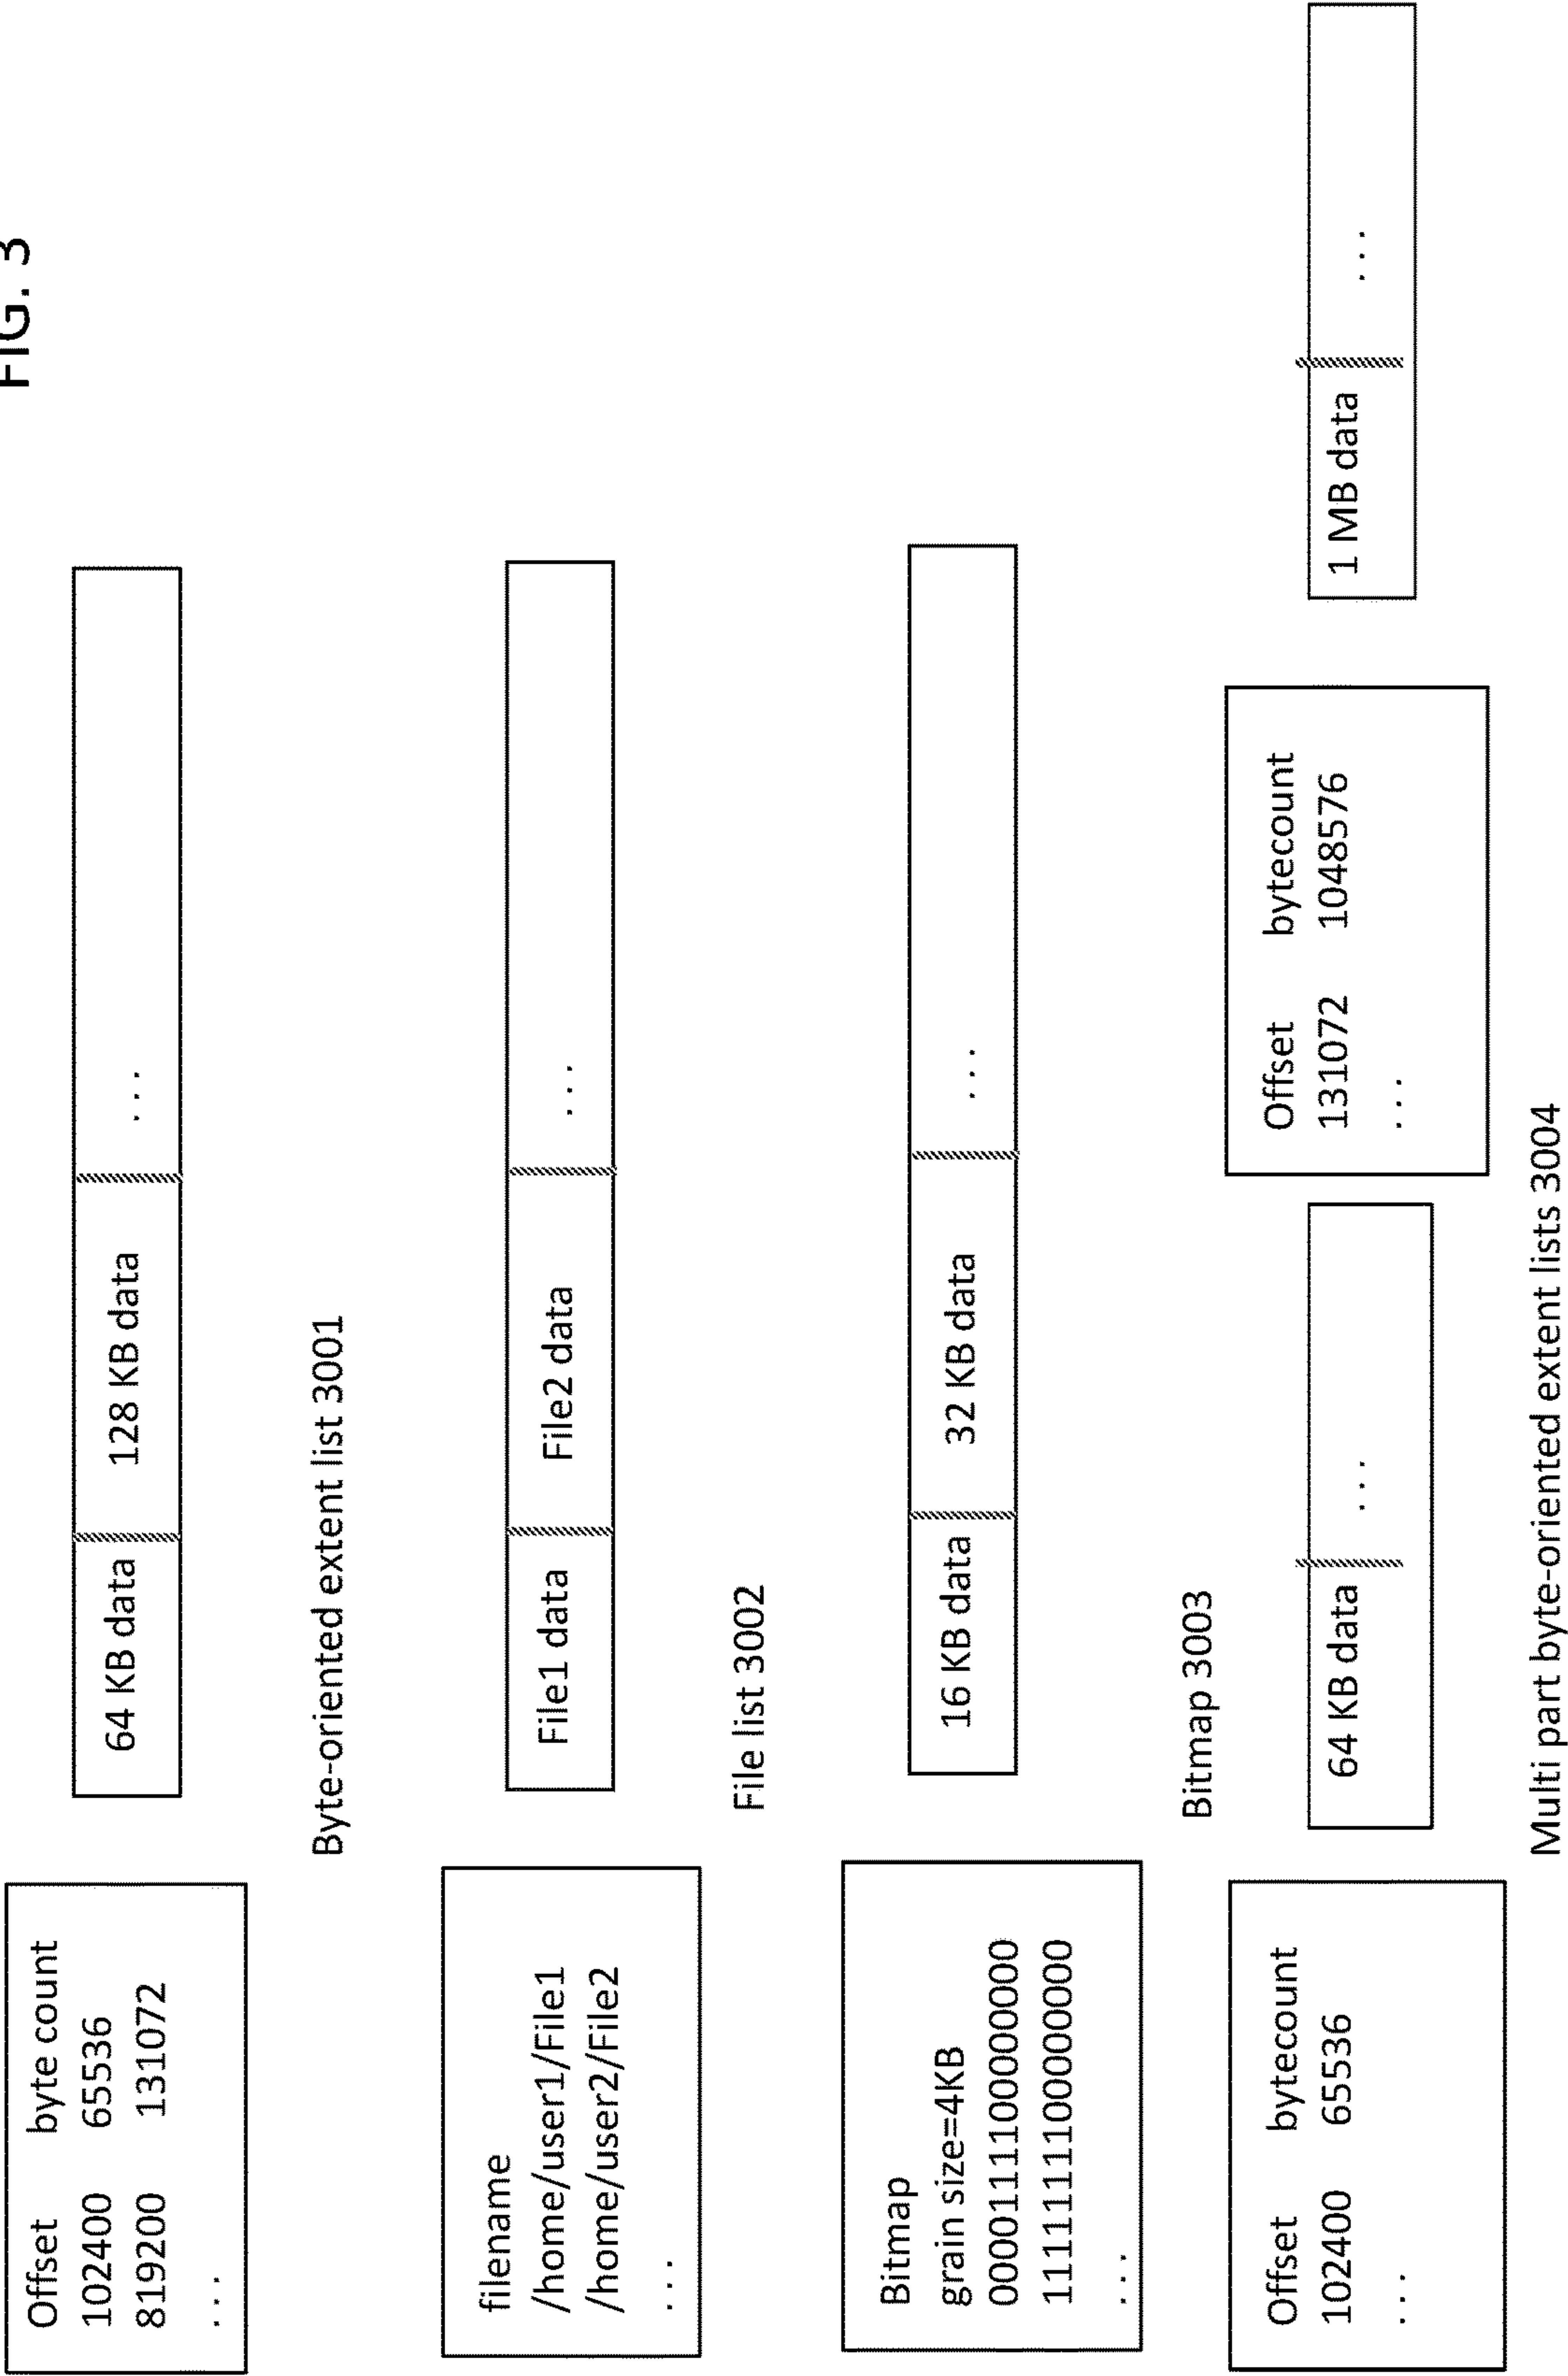 FIG. 3
Offset byte count
102400 65536
819200 131072
...
64 KB data 128 KB data ...
Byte-oriented extent list 3001
filename
/home/user1/File1
/home/user2/File2
...
File1 data File2 data ...
File list 3002
Bitmap
grain size=4KB
0000111100000000
1111111100000000
...
16 KB data 32 KB data ...
Bitmap 3003
Offset bytecount
102400 65536
...
64 KB data ...
Offset bytecount
131072 1048576
...
1 MB data ...
Multi part byte-oriented extent lists 3004